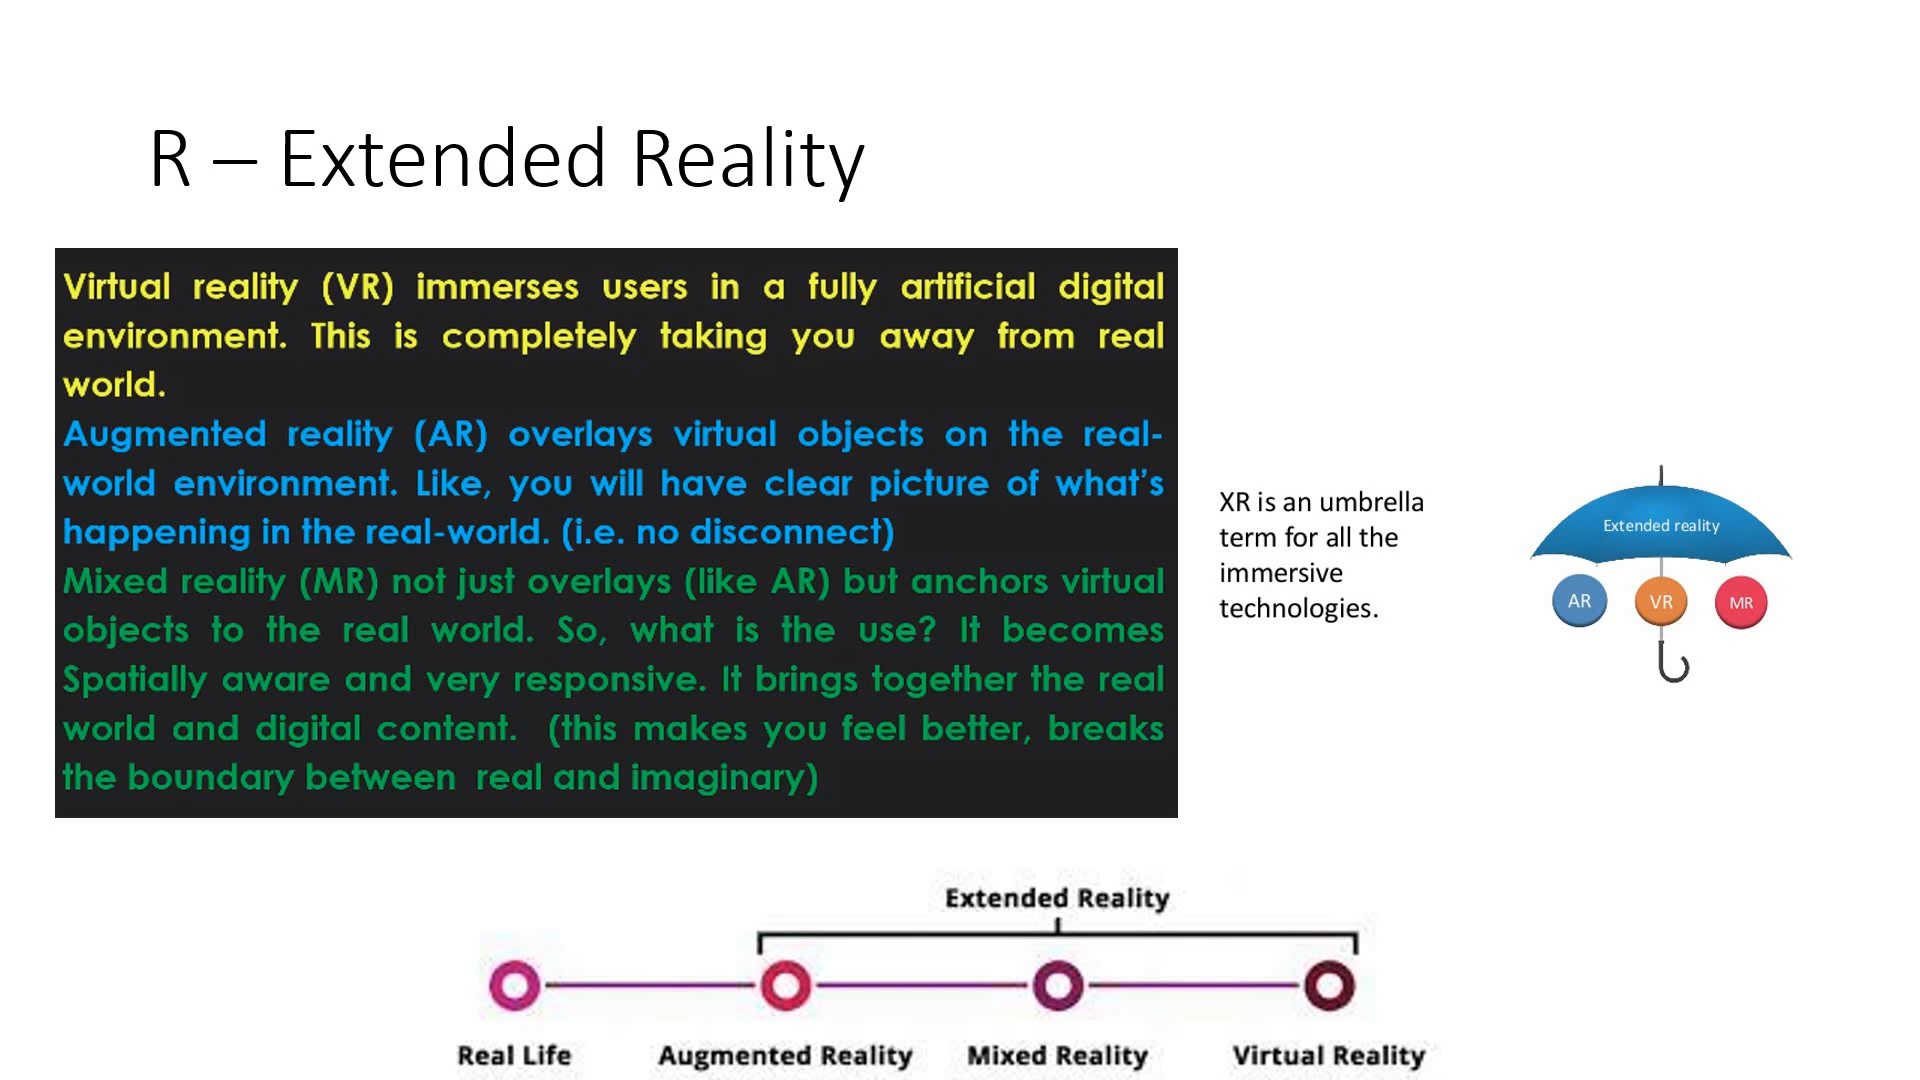 R – Extended Reality
Virtual reality (VR) immerses users in a fully artificial digital
environment. This is completely taking you away from real
world.
Augmented reality (AR) overlays virtual objects on the real-
world environment. Like, you will have clear picture of what's
happening in the real-world. (i.e. no disconnect)
Mixed reality (MR) not just overlays (like AR) but anchors virtual
objects to the real world. So, what is the use? It becomes
Spatially aware and very responsive. It brings together the real
world and digital content. (this makes you feel better, breaks
the boundary between real and imaginary)
XR is an umbrella
term for all the
immersive
technologies.
Extended reality
AR VR MR
Extended Reality
Real Life Augmented Reality Mixed Reality Virtual Reality